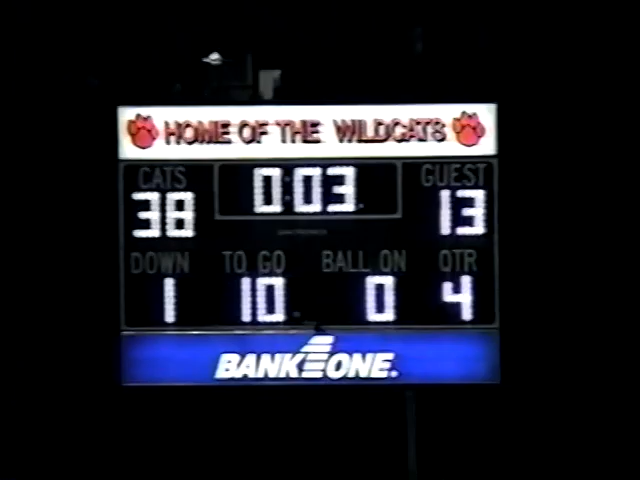 HOME OF THE WILDCATS
CATS 0:03 GUEST
38 13
DOWN TO GO BALL ON QTR
1 10 0 4
BANK ONE.